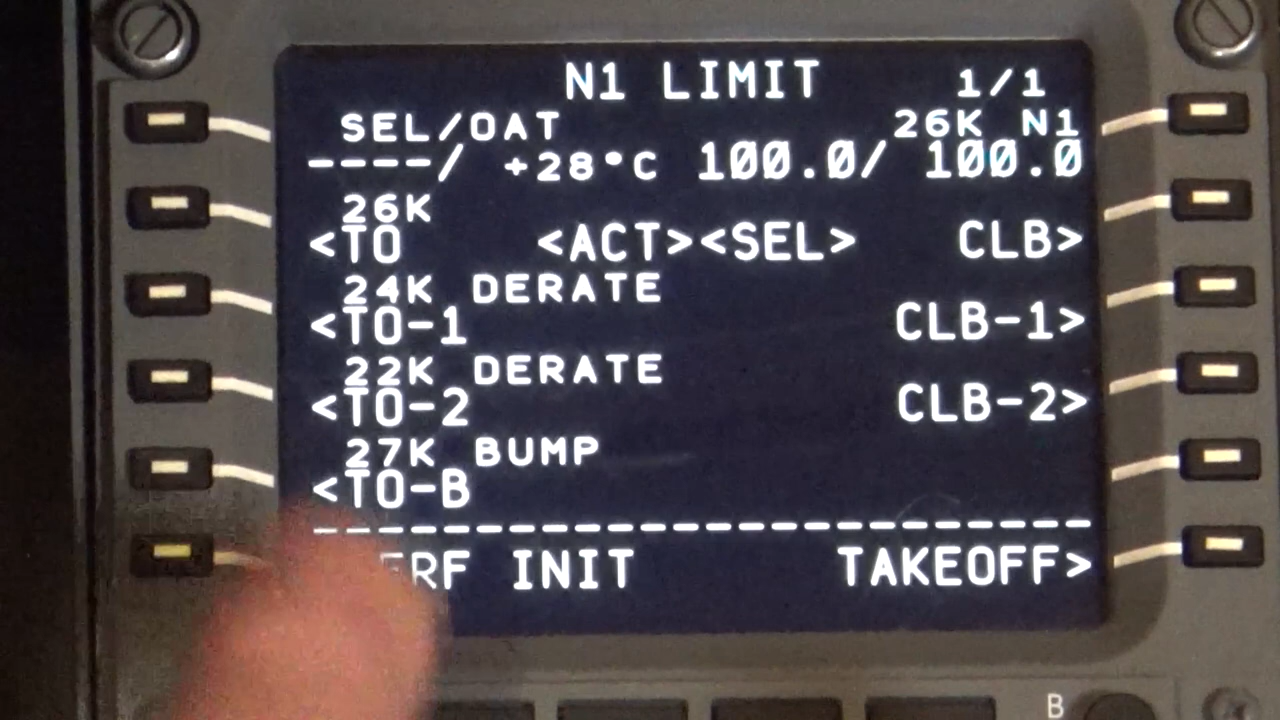 N1 LIMIT 1/1
SEL/OAT 26K N1
----/ +28°C 100.0/ 100.0
26K
<TO <ACT><SEL> CLB>
24K DERATE
<TO-1 CLB-1>
22K DERATE
<TO-2 CLB-2>
27K BUMP
<TO-B
------------------------
ERF INIT TAKEOFF>
B